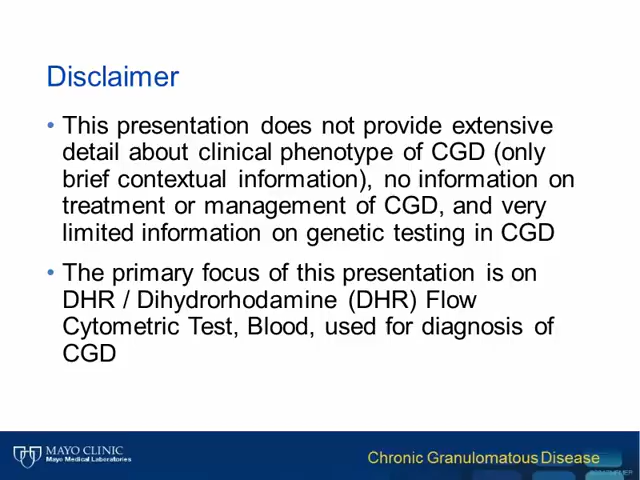 Disclaimer
• This presentation does not provide extensive
detail about clinical phenotype of CGD (only
brief contextual information), no information on
treatment or management of CGD, and very
limited information on genetic testing in CGD
• The primary focus of this presentation is on
DHR / Dihydrorhodamine (DHR) Flow
Cytometric Test, Blood, used for diagnosis of
CGD
MAYO CLINIC
Mayo Medical Laboratories
Chronic Granulomatous Disease